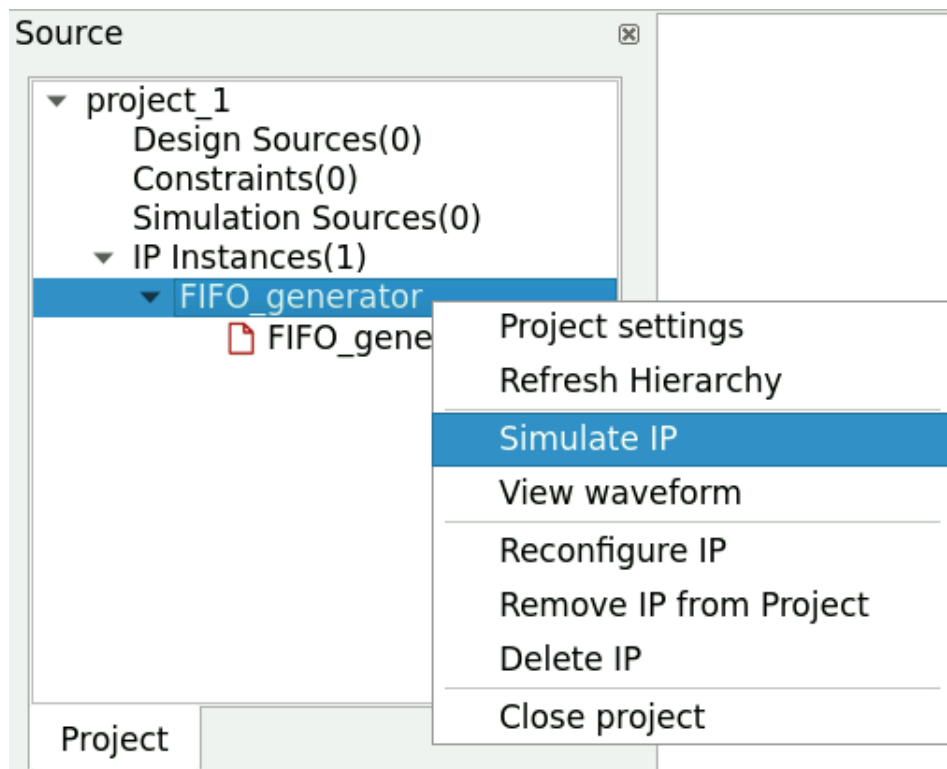 Source
project_1
Design Sources(0)
Constraints(0)
Simulation Sources(0)
IP Instances(1)
FIFO_generator
FIFO_gene
Project settings
Refresh Hierarchy
Simulate IP
View waveform
Reconfigure IP
Remove IP from Project
Delete IP
Close project
Project